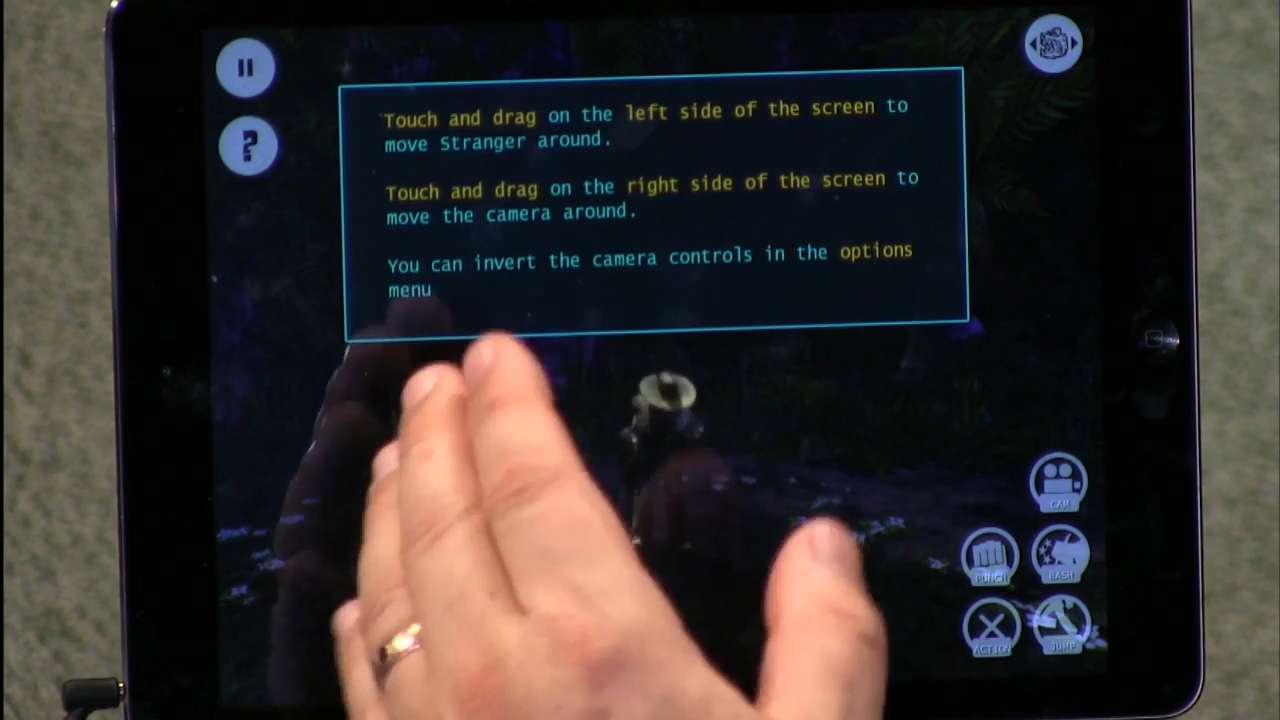 Touch and drag on the left side of the screen to
move Stranger around.
Touch and drag on the right side of the screen to
move the camera around.
You can invert the camera controls in the options
menu
?
CAM
PUNCH
BASH
ACTION
JUMP